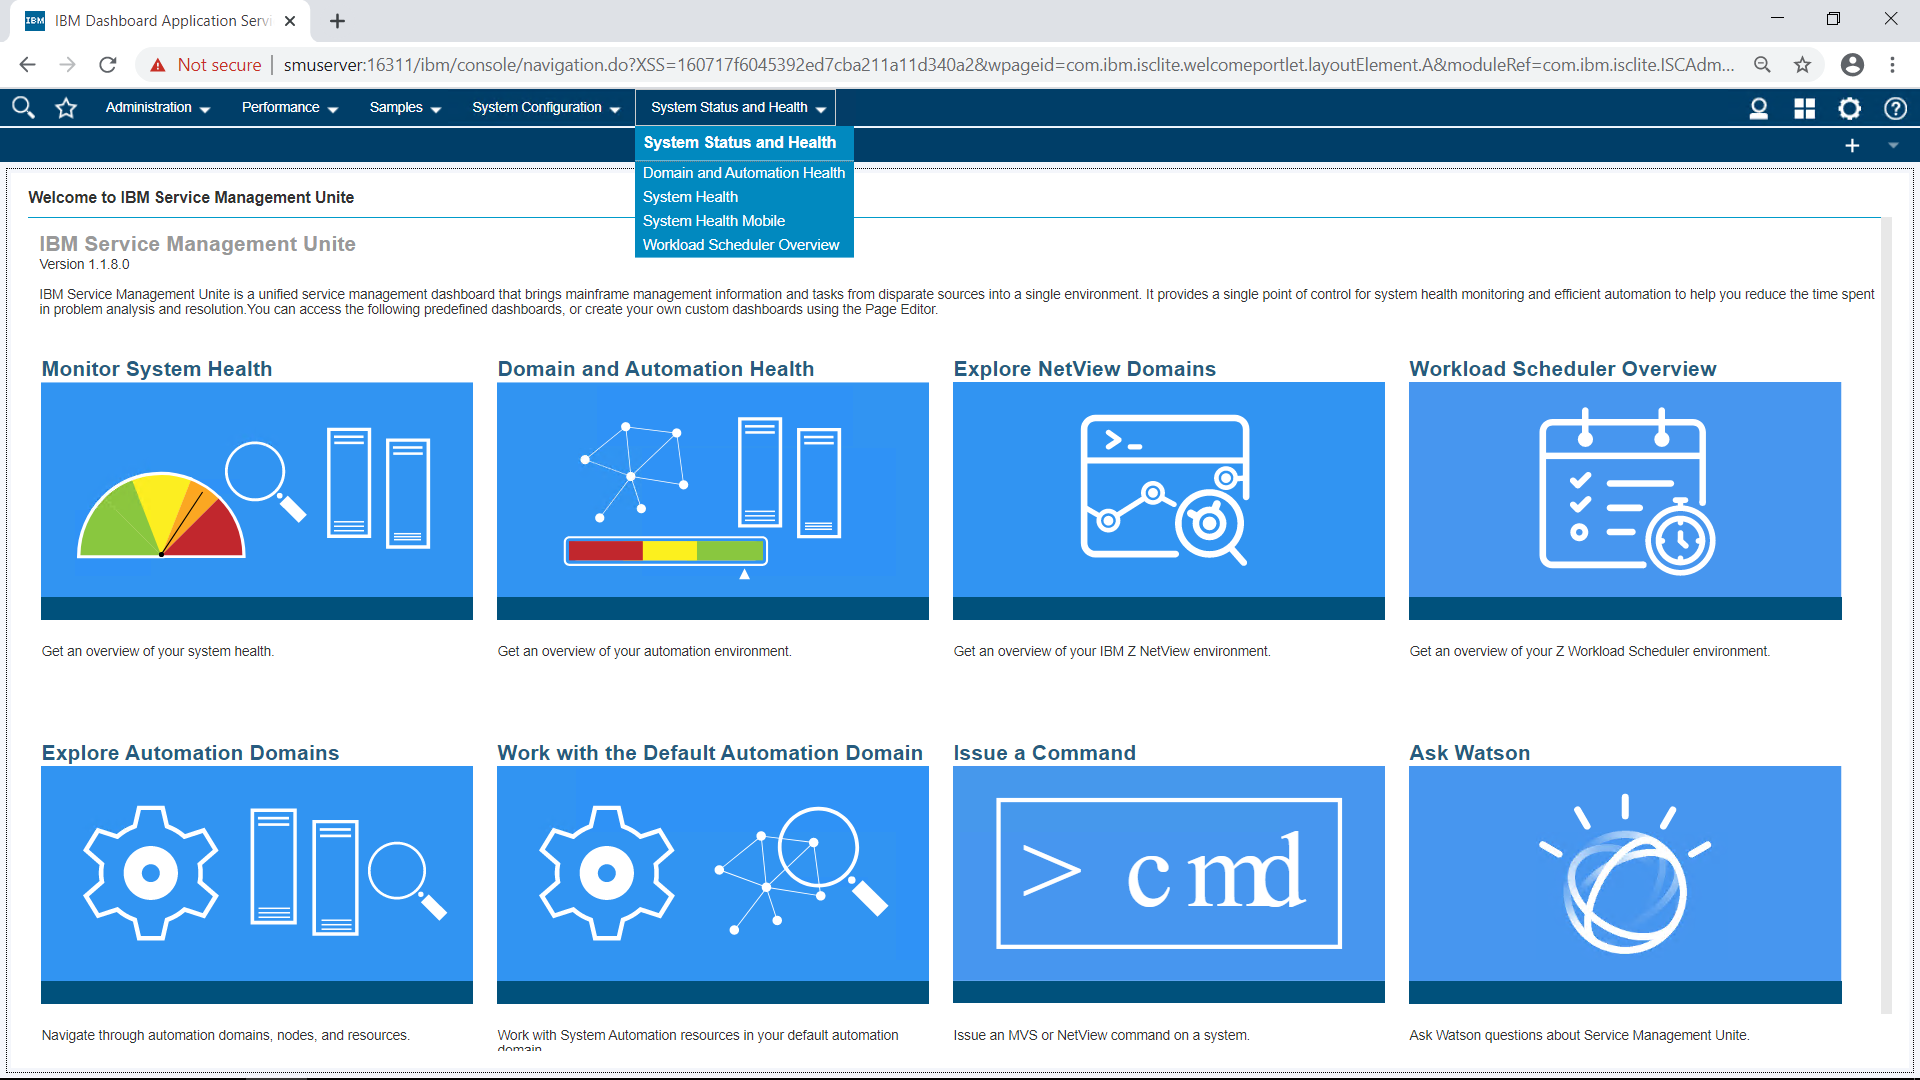 IBM IBM Dashboard Application Servi
Not secure smuserver:16311/ibm/console/navigation.do?XSS=160717f6045392ed7cba211a11d340a2&wpageid=com.ibm.isclite.welcomeportlet.layoutElement.A&moduleRef=com.ibm.isclite.ISCAdm...
Administration Performance Samples System Configuration System Status and Health
System Status and Health
Domain and Automation Health
System Health
System Health Mobile
Workload Scheduler Overview
Welcome to IBM Service Management Unite
IBM Service Management Unite
Version 1.1.8.0
IBM Service Management Unite is a unified service management dashboard that brings mainframe management information and tasks from disparate sources into a single environment. It provides a single point of control for system health monitoring and efficient automation to help you reduce the time spent
in problem analysis and resolution.You can access the following predefined dashboards, or create your own custom dashboards using the Page Editor.
Monitor System Health
Get an overview of your system health.
Domain and Automation Health
Get an overview of your automation environment.
Explore NetView Domains
>_
Get an overview of your IBM Z NetView environment.
Workload Scheduler Overview
Get an overview of your Z Workload Scheduler environment.
Explore Automation Domains
Navigate through automation domains, nodes, and resources.
Work with the Default Automation Domain
Work with System Automation resources in your default automation
domain
Issue a Command
> cmd
Issue an MVS or NetView command on a system.
Ask Watson
Ask Watson questions about Service Management Unite.